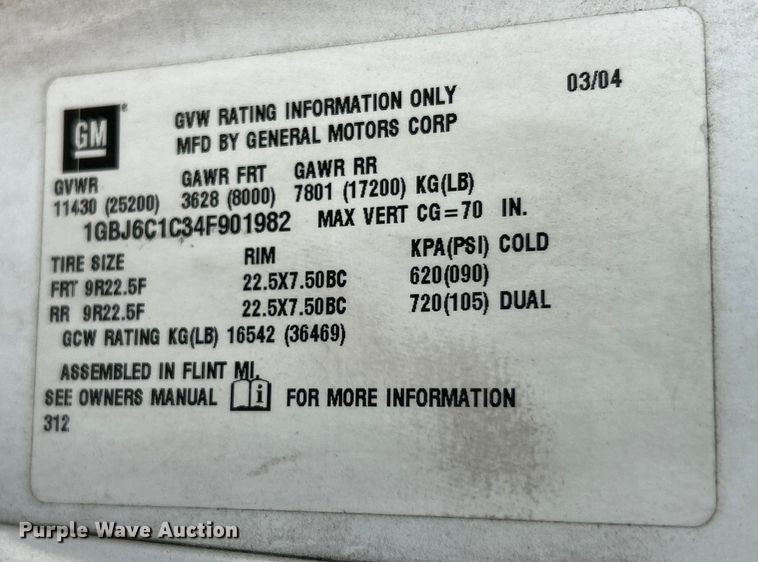 GM®
GVW RATING INFORMATION ONLY
03/04
MFD BY GENERAL MOTORS CORP
GVWR GAWR FRT GAWR RR
11430 (25200) 3628 (8000) 7801 (17200) KG(LB)
1GBJ6C1C34F901982 MAX VERT CG=70 IN.
TIRE SIZE RIM KPA(PSI) COLD
FRT 9R22.5F 22.5X7.50BC 620(090)
RR 9R22.5F 22.5X7.50BC 720(105) DUAL
GCW RATING KG(LB) 16542 (36469)
ASSEMBLED IN FLINT MI.
SEE OWNERS MANUAL i FOR MORE INFORMATION
312
Purple Wave Auction